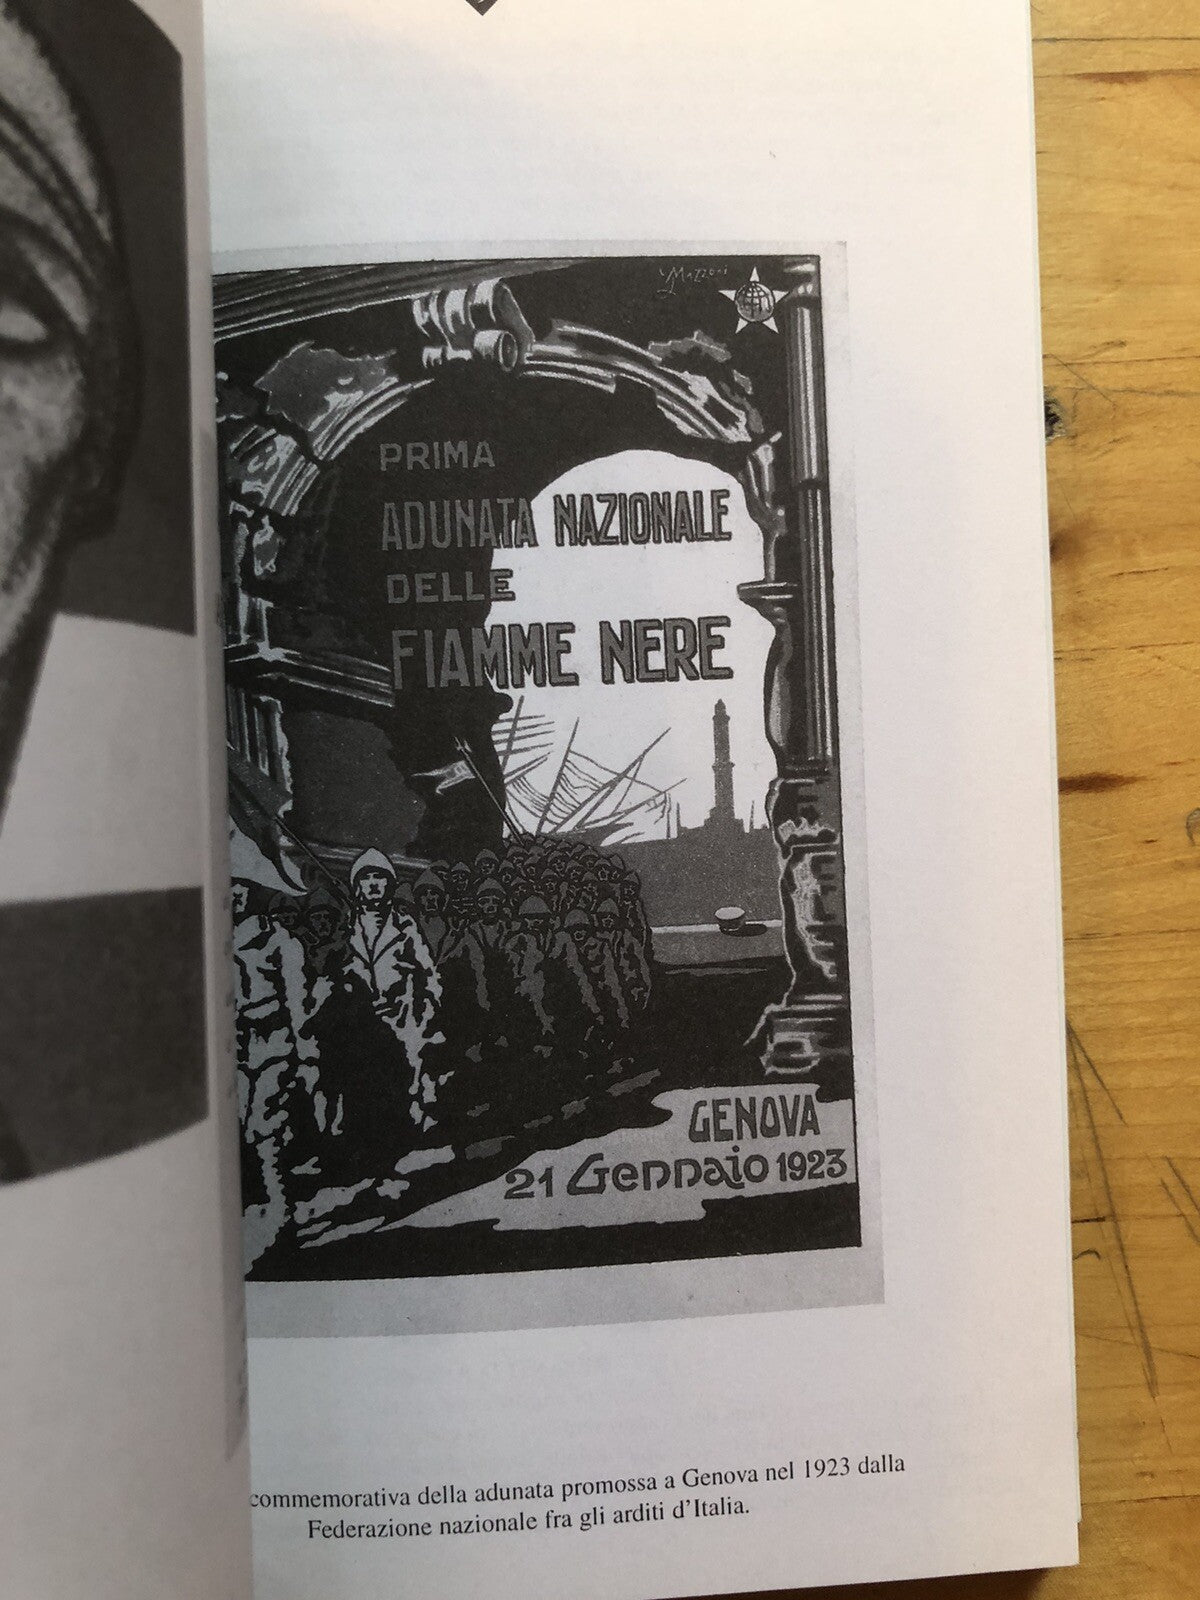 Mazzoni
PRIMA
ADUNATA NAZIONALE
DELLE
FIAMME NERE
GENOVA
21 Gennaio 1923
commemorativa della adunata promossa a Genova nel 1923 dalla
Federazione nazionale fra gli arditi d'Italia.